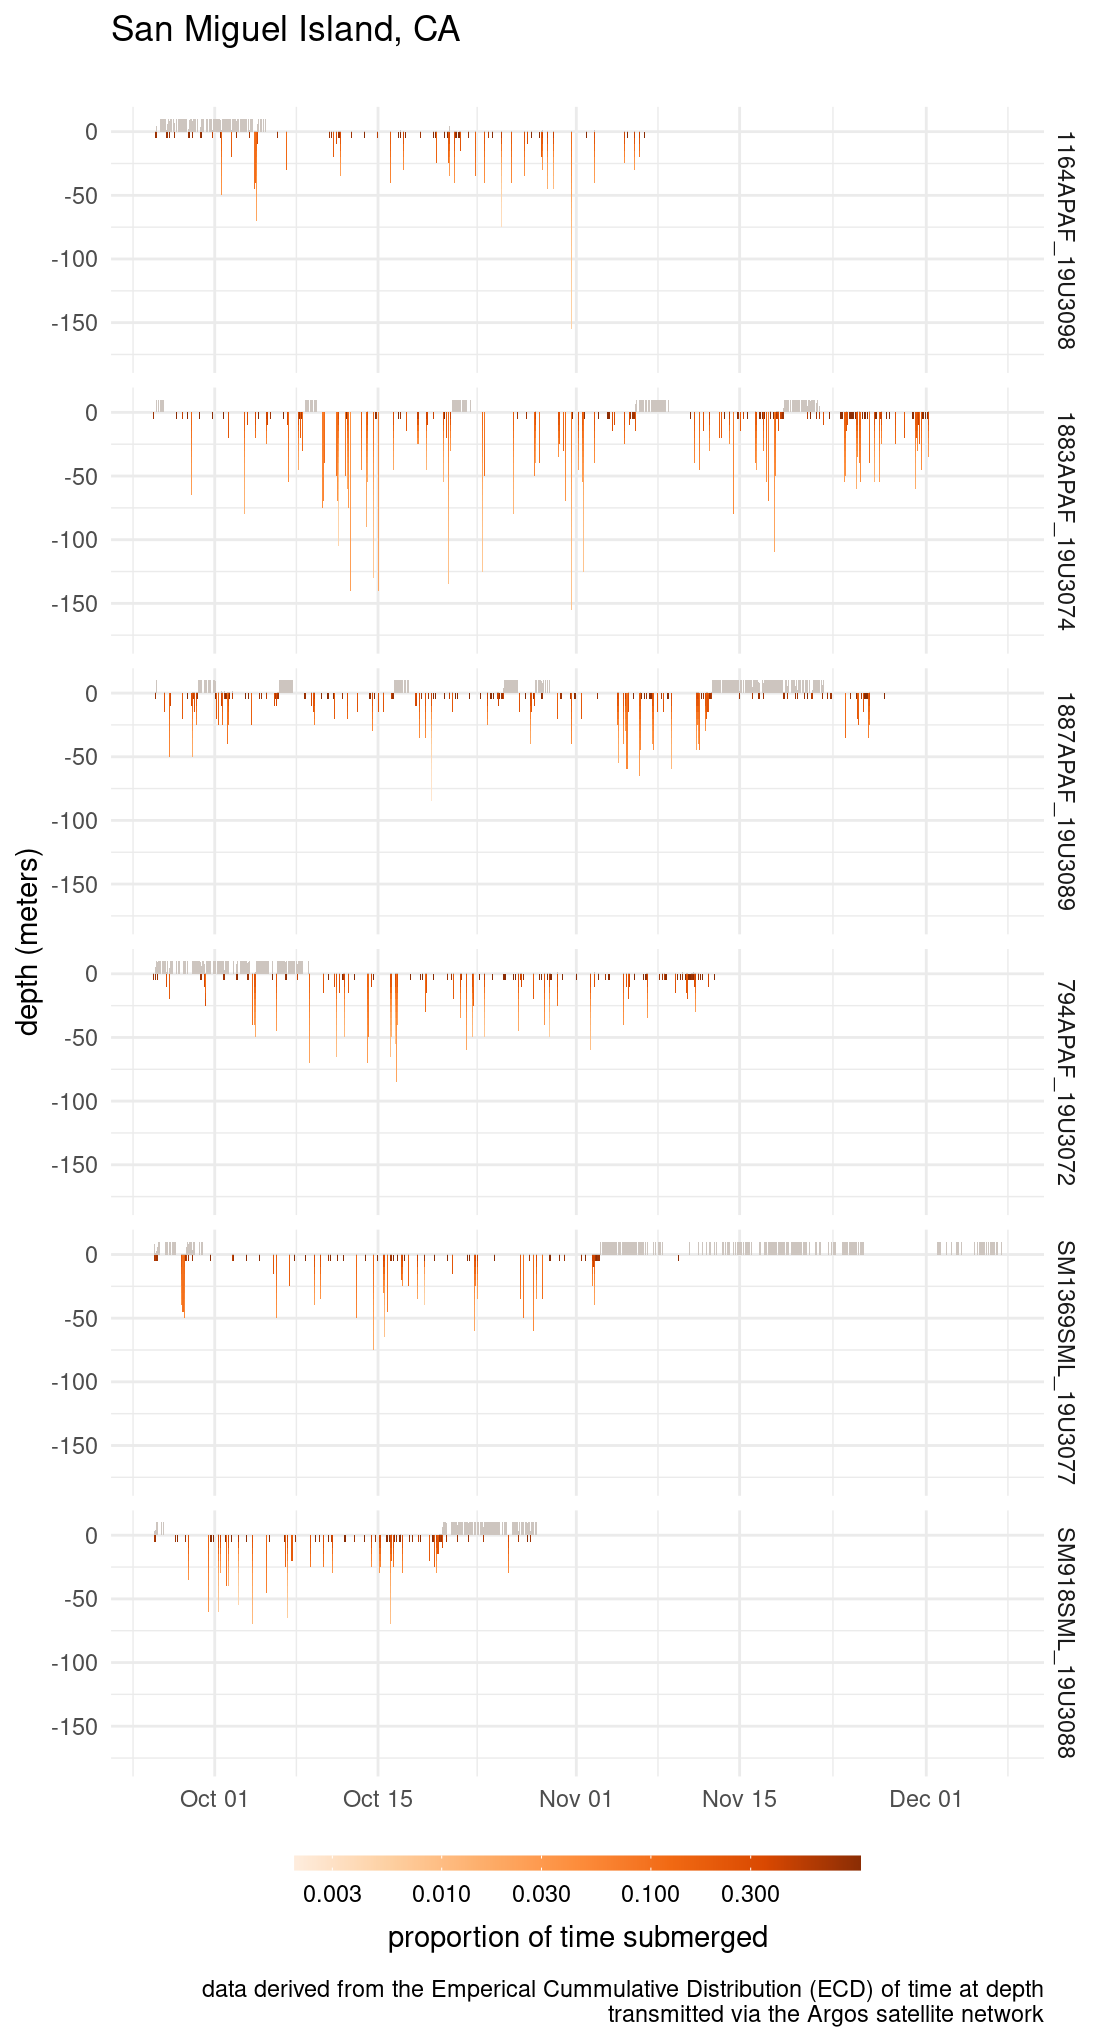 San Miguel Island, CA
0
-50
-100
-150
1164APAF_19U3098
0
-50
-100
-150
1883APAF_19U3074
0
-50
-100
-150
1887APAF_19U3089
depth (meters)
0
-50
-100
-150
794APAF_19U3072
0
-50
-100
-150
SM1369SML_19U3077
0
-50
-100
-150
SM918SML_19U3088
Oct 01 Oct 15 Nov 01 Nov 15 Dec 01
0.003 0.010 0.030 0.100 0.300
proportion of time submerged
data derived from the Emperical Cummulative Distribution (ECD) of time at depth
transmitted via the Argos satellite network